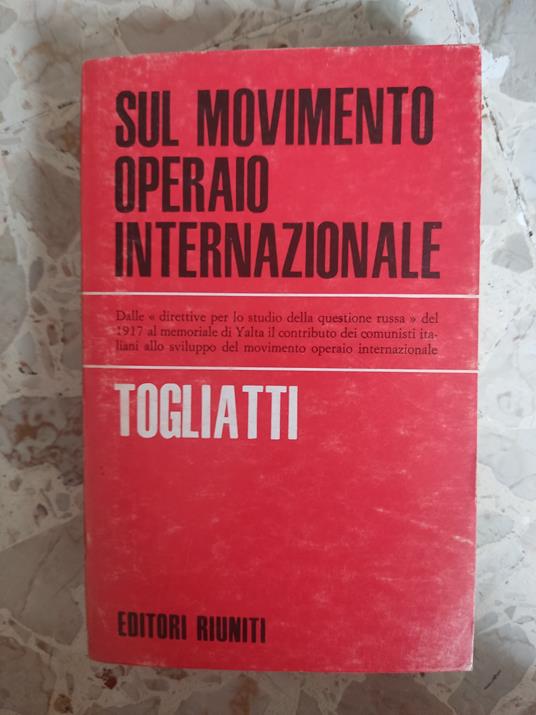 SUL MOVIMENTO
OPERAIO
INTERNAZIONALE
Dalle « direttive per lo studio della questione russa » del
1917 al memoriale di Yalta il contributo dei comunisti ita-
liani allo sviluppo del movimento operaio internazionale
TOGLIATTI
EDITORI RIUNITI